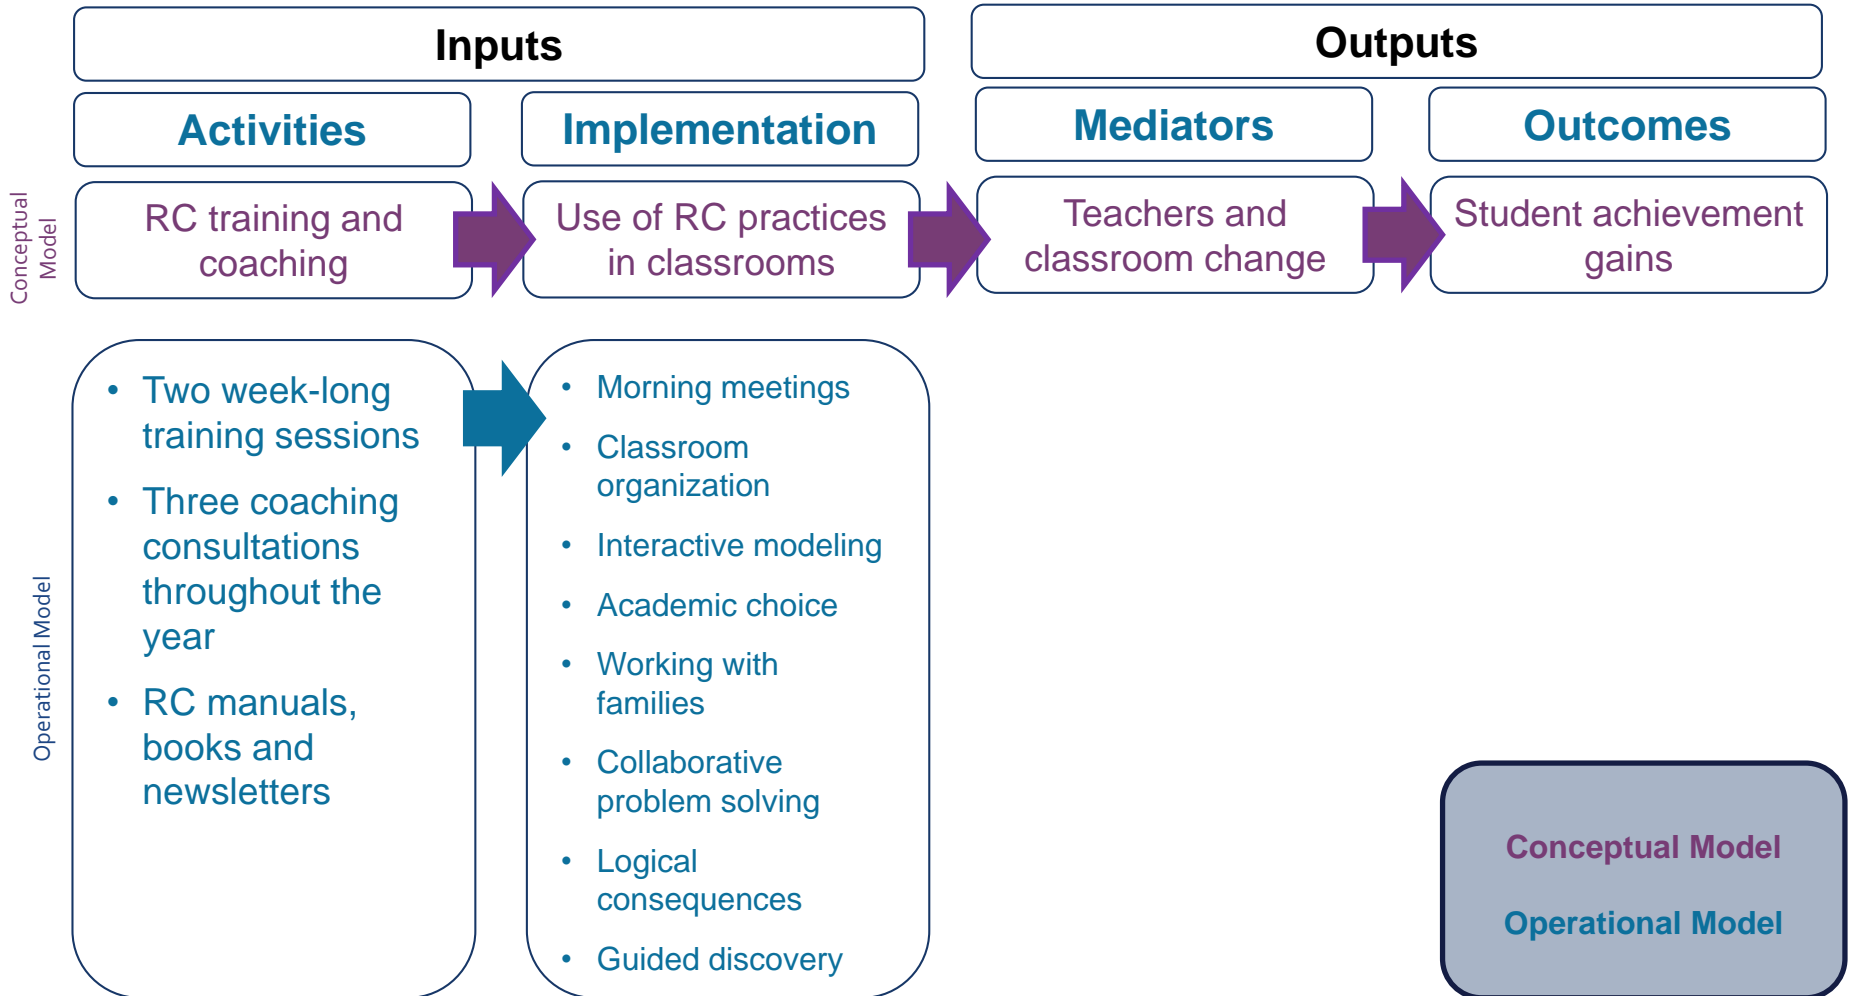 Inputs
Outputs
Activities
Implementation
Mediators
Outcomes
Conceptual
Model
RC training and
coaching
Use of RC practices
in classrooms
Teachers and
classroom change
Student achievement
gains
Operational Model
• Two week-long
training sessions
• Three coaching
consultations
throughout the
year
• RC manuals,
books and
newsletters
• Morning meetings
• Classroom
organization
• Interactive modeling
• Academic choice
• Working with
families
• Collaborative
problem solving
• Logical
consequences
• Guided discovery
Conceptual Model
Operational Model